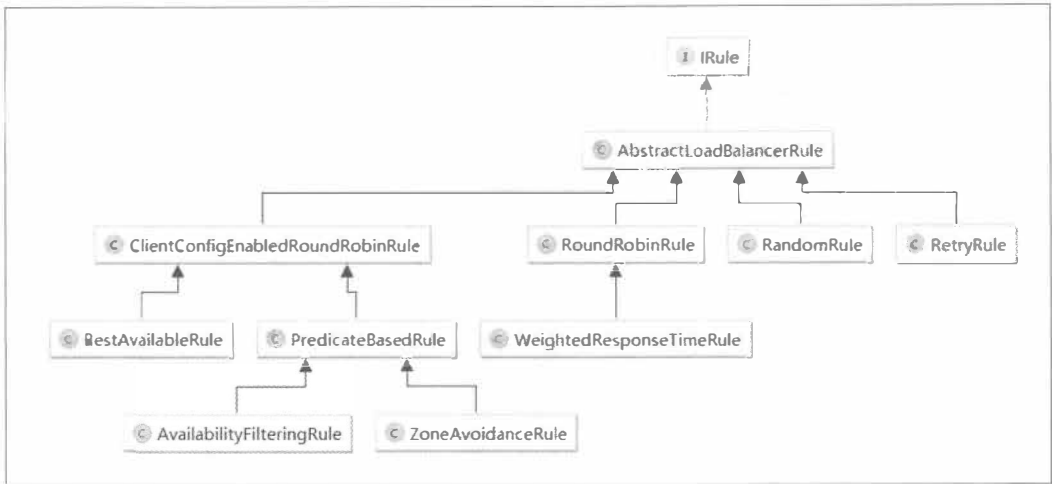 I IRule
C AbstractLoadBalancerRule
C ClientConfigEnabledRoundRobinRule
C RoundRobinRule
C RandomRule
C RetryRule
C BestAvailableRule
C PredicateBasedRule
C WeightedResponseTimeRule
C AvailabilityFilteringRule
C ZoneAvoidanceRule